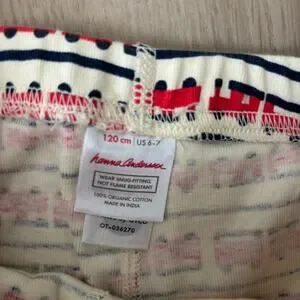 120 cm | US 6-7
hanna andersson
WEAR SNUG-FITTING,
NOT FLAME RESISTANT
100% ORGANIC COTTON
MADE IN INDIA
OT-036270